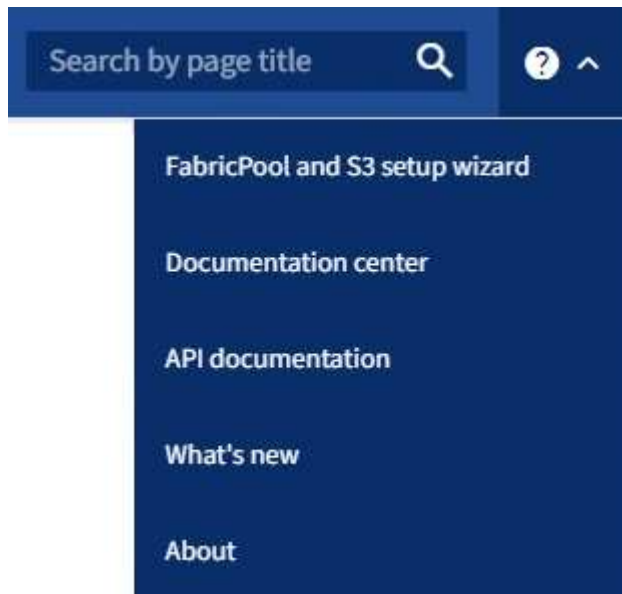 Search by page title
FabricPool and S3 setup wizard
Documentation center
API documentation
What's new
About